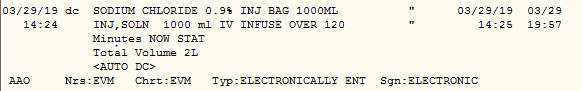 03/29/19 dc SODIUM CHLORIDE 0.9% INJ BAG 1000ML " 03/29/19 03/29
14:24 INJ,SOLN 1000 ml IV INFUSE OVER 120 " 14:25 19:57
Minutes NOW STAT
Total Volume 2L
<AUTO DC>
AAO Nrs:EVM Chrt:EVM Typ:ELECTRONICALLY ENT Sgn:ELECTRONIC